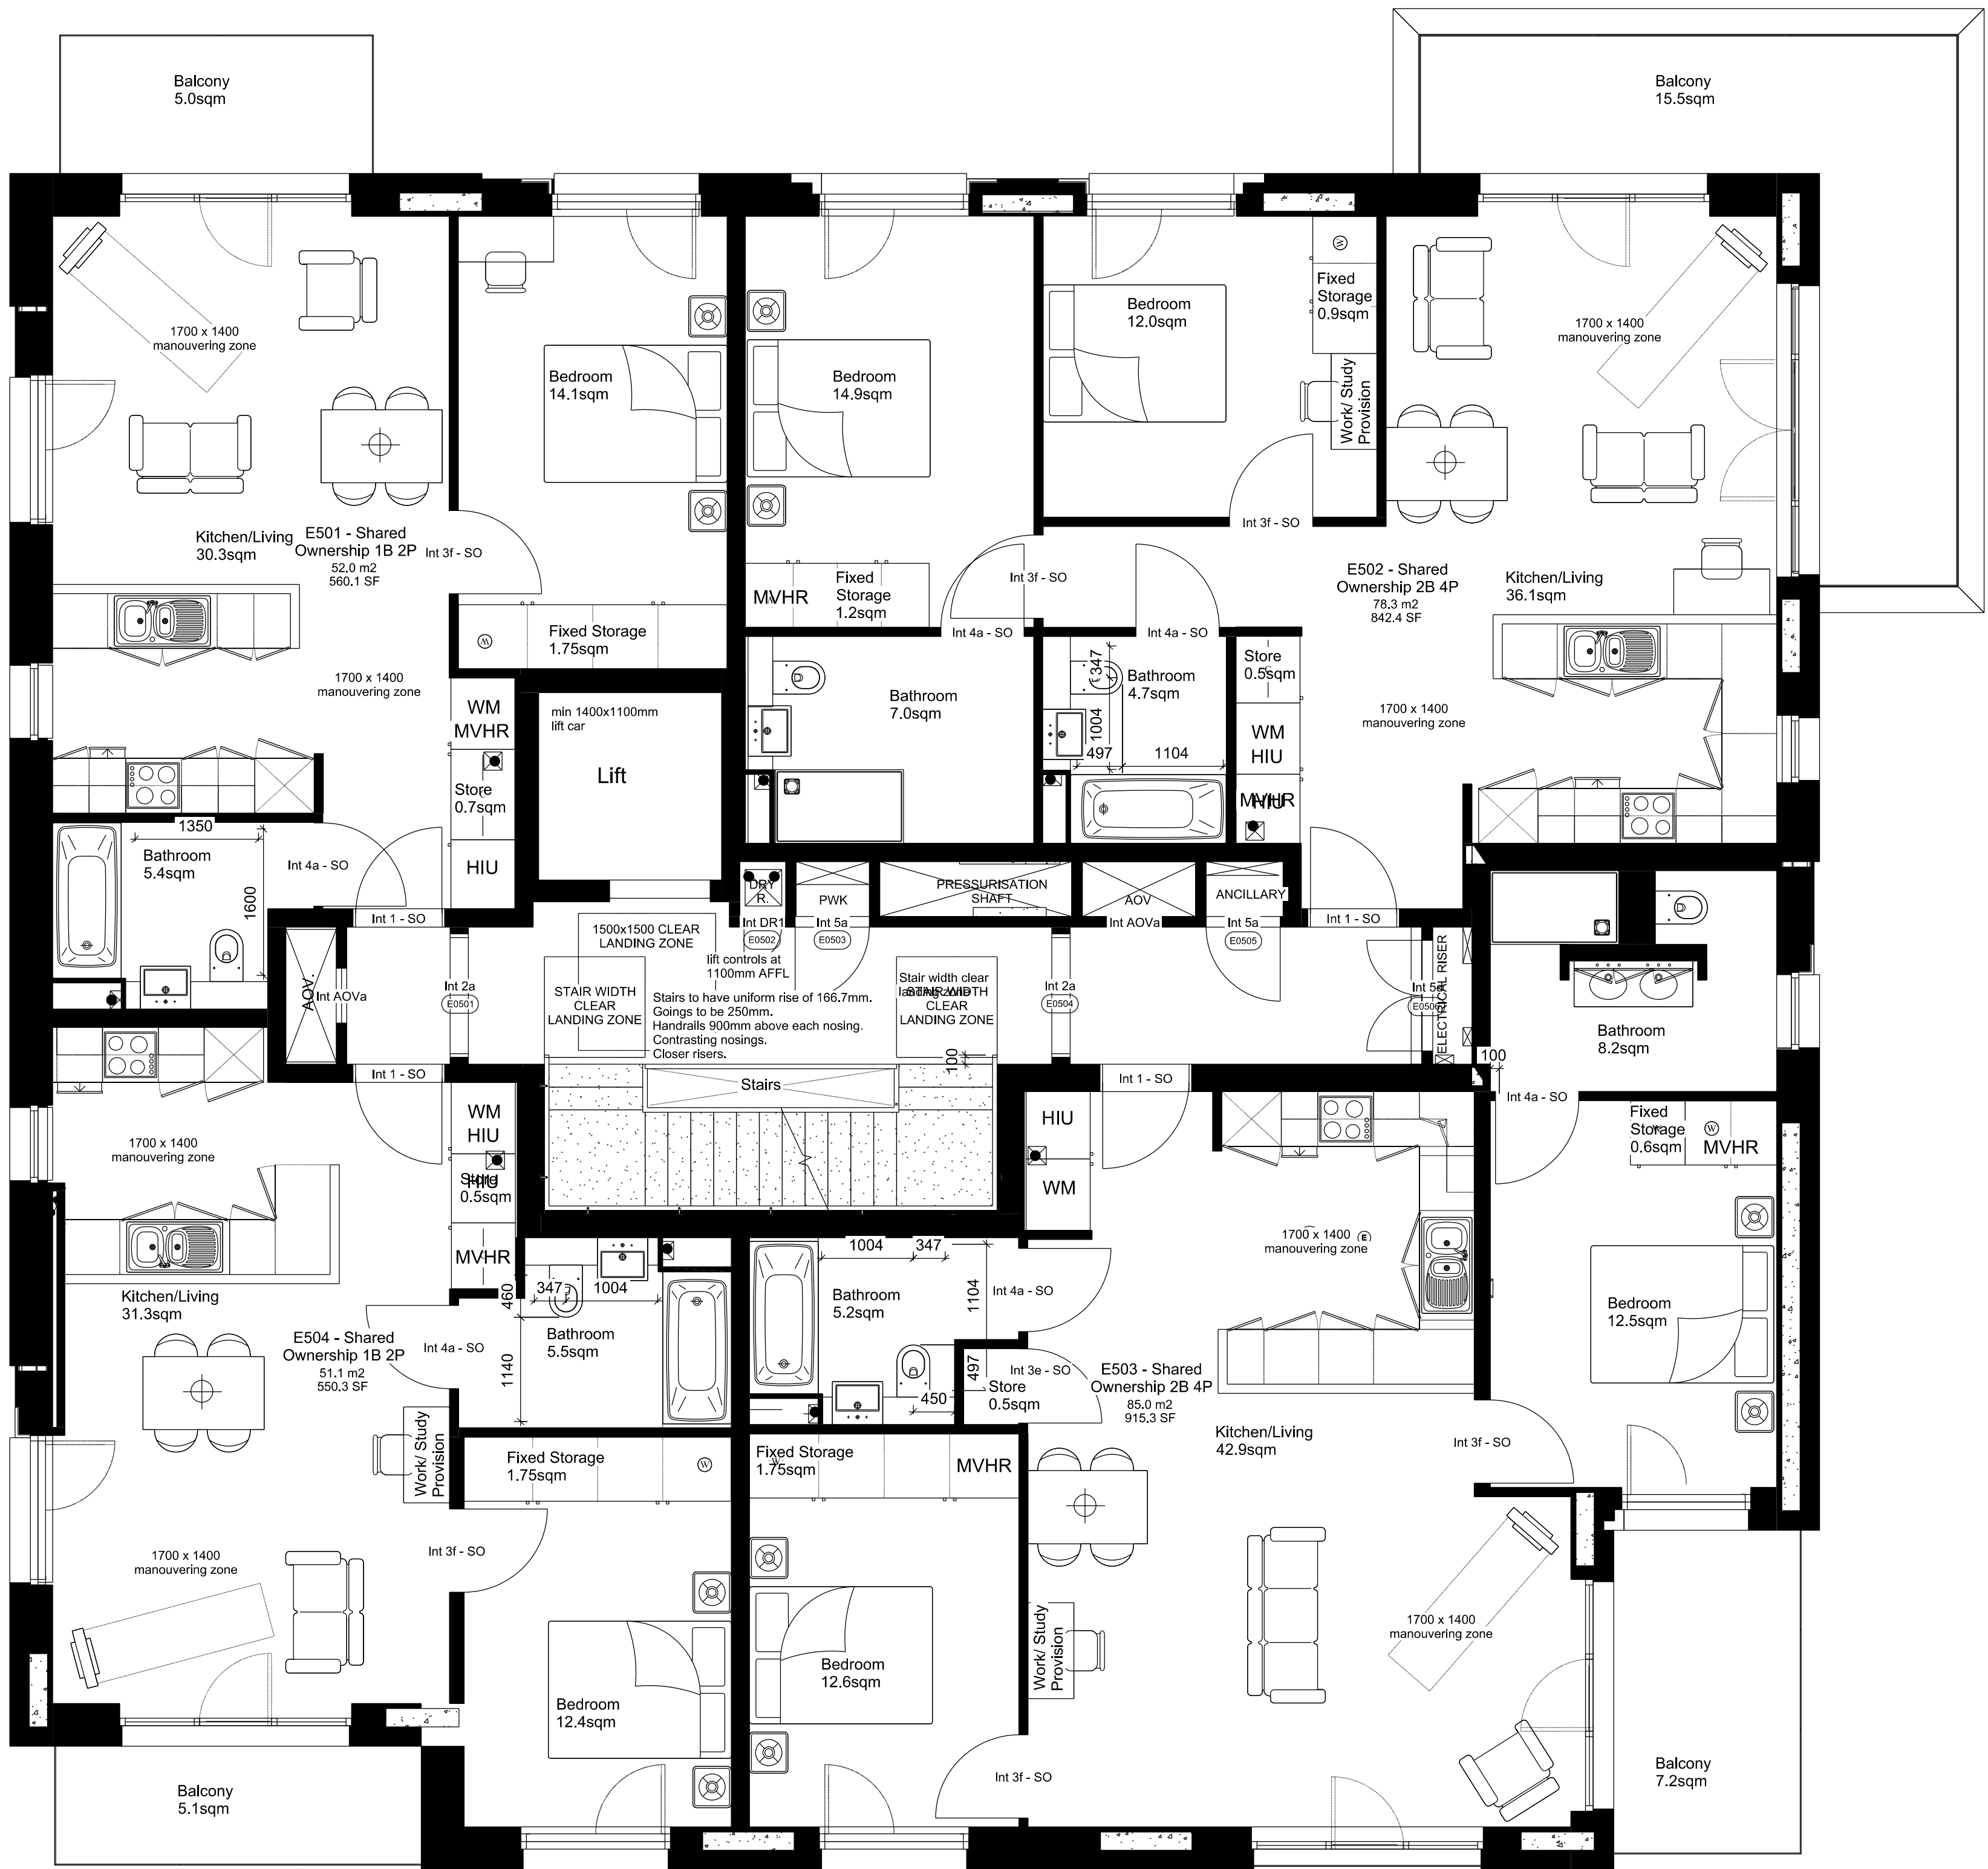 Balcony
5.0sqm
Balcony
15.5sqm
1700 x 1400
manouvering zone
Bedroom
14.1sqm
Bedroom
14.9sqm
Bedroom
12.0sqm
W
Fixed
Storage
0.9sqm
Work/ Study
Provision
1700 x 1400
manouvering zone
Kitchen/Living
30.3sqm
E501 - Shared
Ownership 1B 2P
52.0 m2
560.1 SF
Int 3f - SO
Int 3f - SO
Int 3f - SO
MVHR
Fixed
Storage
1.2sqm
E502 - Shared
Ownership 2B 4P
78.3 m2
842.4 SF
Kitchen/Living
36.1sqm
W
Fixed Storage
1.75sqm
Int 4a - SO
Int 4a - SO
1700 x 1400
manouvering zone
WM
MVHR
Store
0.7sqm
HIU
min 1400x1100mm
lift car
Lift
Bathroom
7.0sqm
347
Bathroom
4.7sqm
1004
497
1104
Store
0.5sqm
WM
HIU
MVHR
HIU
1700 x 1400
manouvering zone
1350
Bathroom
5.4sqm
1600
Int 4a - SO
Int 1 - SO
DRY
R.
PWK
PRESSURISATION
SHAFT
AOV
ANCILLARY
Int DR1
E0502
Int 5a
E0503
Int AOVa
Int 5a
E0505
Int 1 - SO
1500x1500 CLEAR
LANDING ZONE
lift controls at
1100mm AFFL
AOV.
Int AOVa
Int 2a
E0501
STAIR WIDTH
CLEAR
LANDING ZONE
Stairs to have uniform rise of 166.7mm.
Goings to be 250mm.
Handrails 900mm above each nosing.
Contrasting nosings.
Closer risers.
Stair width clear
landing zone
STAIR WIDTH
CLEAR
LANDING ZONE
Int 2a
E0504
Int 5d
E0506
ELECTRICAL RISER
Bathroom
8.2sqm
100
100
Stairs
Int 1 - SO
Int 1 - SO
Int 4a - SO
1700 x 1400
manouvering zone
WM
HIU
HIU
Store
0.5sqm
MVHR
HIU
WM
Fixed
Storage
0.6sqm
W
W
MVHR
1700 x 1400
manouvering zone
E
Kitchen/Living
31.3sqm
E504 - Shared
Ownership 1B 2P
51.1 m2
550.3 SF
Int 4a - SO
460
347
1004
Bathroom
5.5sqm
1140
1004
347
1104
Bathroom
5.2sqm
Int 4a - SO
497
450
Int 3e - SO
Store
0.5sqm
E503 - Shared
Ownership 2B 4P
85.0 m2
915.3 SF
Kitchen/Living
42.9sqm
Bedroom
12.5sqm
Int 3f - SO
Work/ Study
Provision
Fixed Storage
1.75sqm
W
Fixed Storage
1.75sqm
W
MVHR
1700 x 1400
manouvering zone
Int 3f - SO
Bedroom
12.4sqm
Bedroom
12.6sqm
Work/ Study
Provision
1700 x 1400
manouvering zone
Int 3f - SO
Balcony
5.1sqm
Balcony
7.2sqm